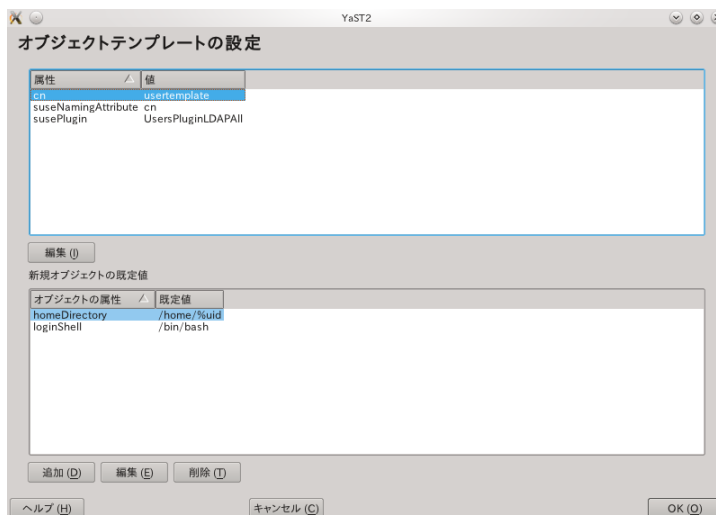 YaST2
オブジェクトテンプレートの設定
属性 値
cn usertemplate
suseNamingAttribute cn
susePlugin UsersPluginLDAPAll
編集 (I)
新規オブジェクトの既定値
オブジェクトの属性 既定値
homeDirectory /home/%uid
loginShell /bin/bash
追加 (D) 編集 (E) 削除 (T)
ヘルプ (H) キャンセル (C) OK (O)